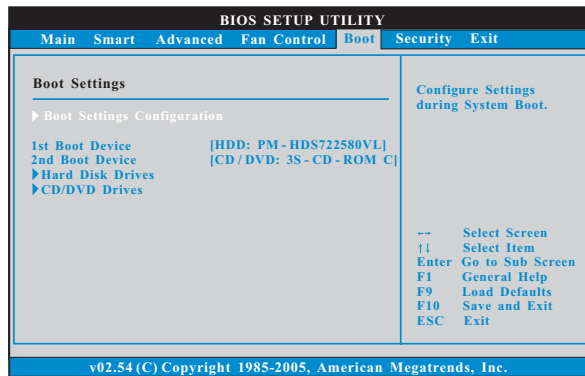 BIOS SETUP UTILITY
Main Smart Advanced Fan Control Boot Security Exit
Boot Settings
Boot Settings Configuration
1st Boot Device [HDD: PM - HDS722580VL]
2nd Boot Device [CD / DVD: 3S - CD - ROM C]
Hard Disk Drives
CD/DVD Drives
Configure Settings
during System Boot.
←→ Select Screen
↑↓ Select Item
Enter Go to Sub Screen
F1 General Help
F9 Load Defaults
F10 Save and Exit
ESC Exit
v02.54 (C) Copyright 1985-2005, American Megatrends, Inc.